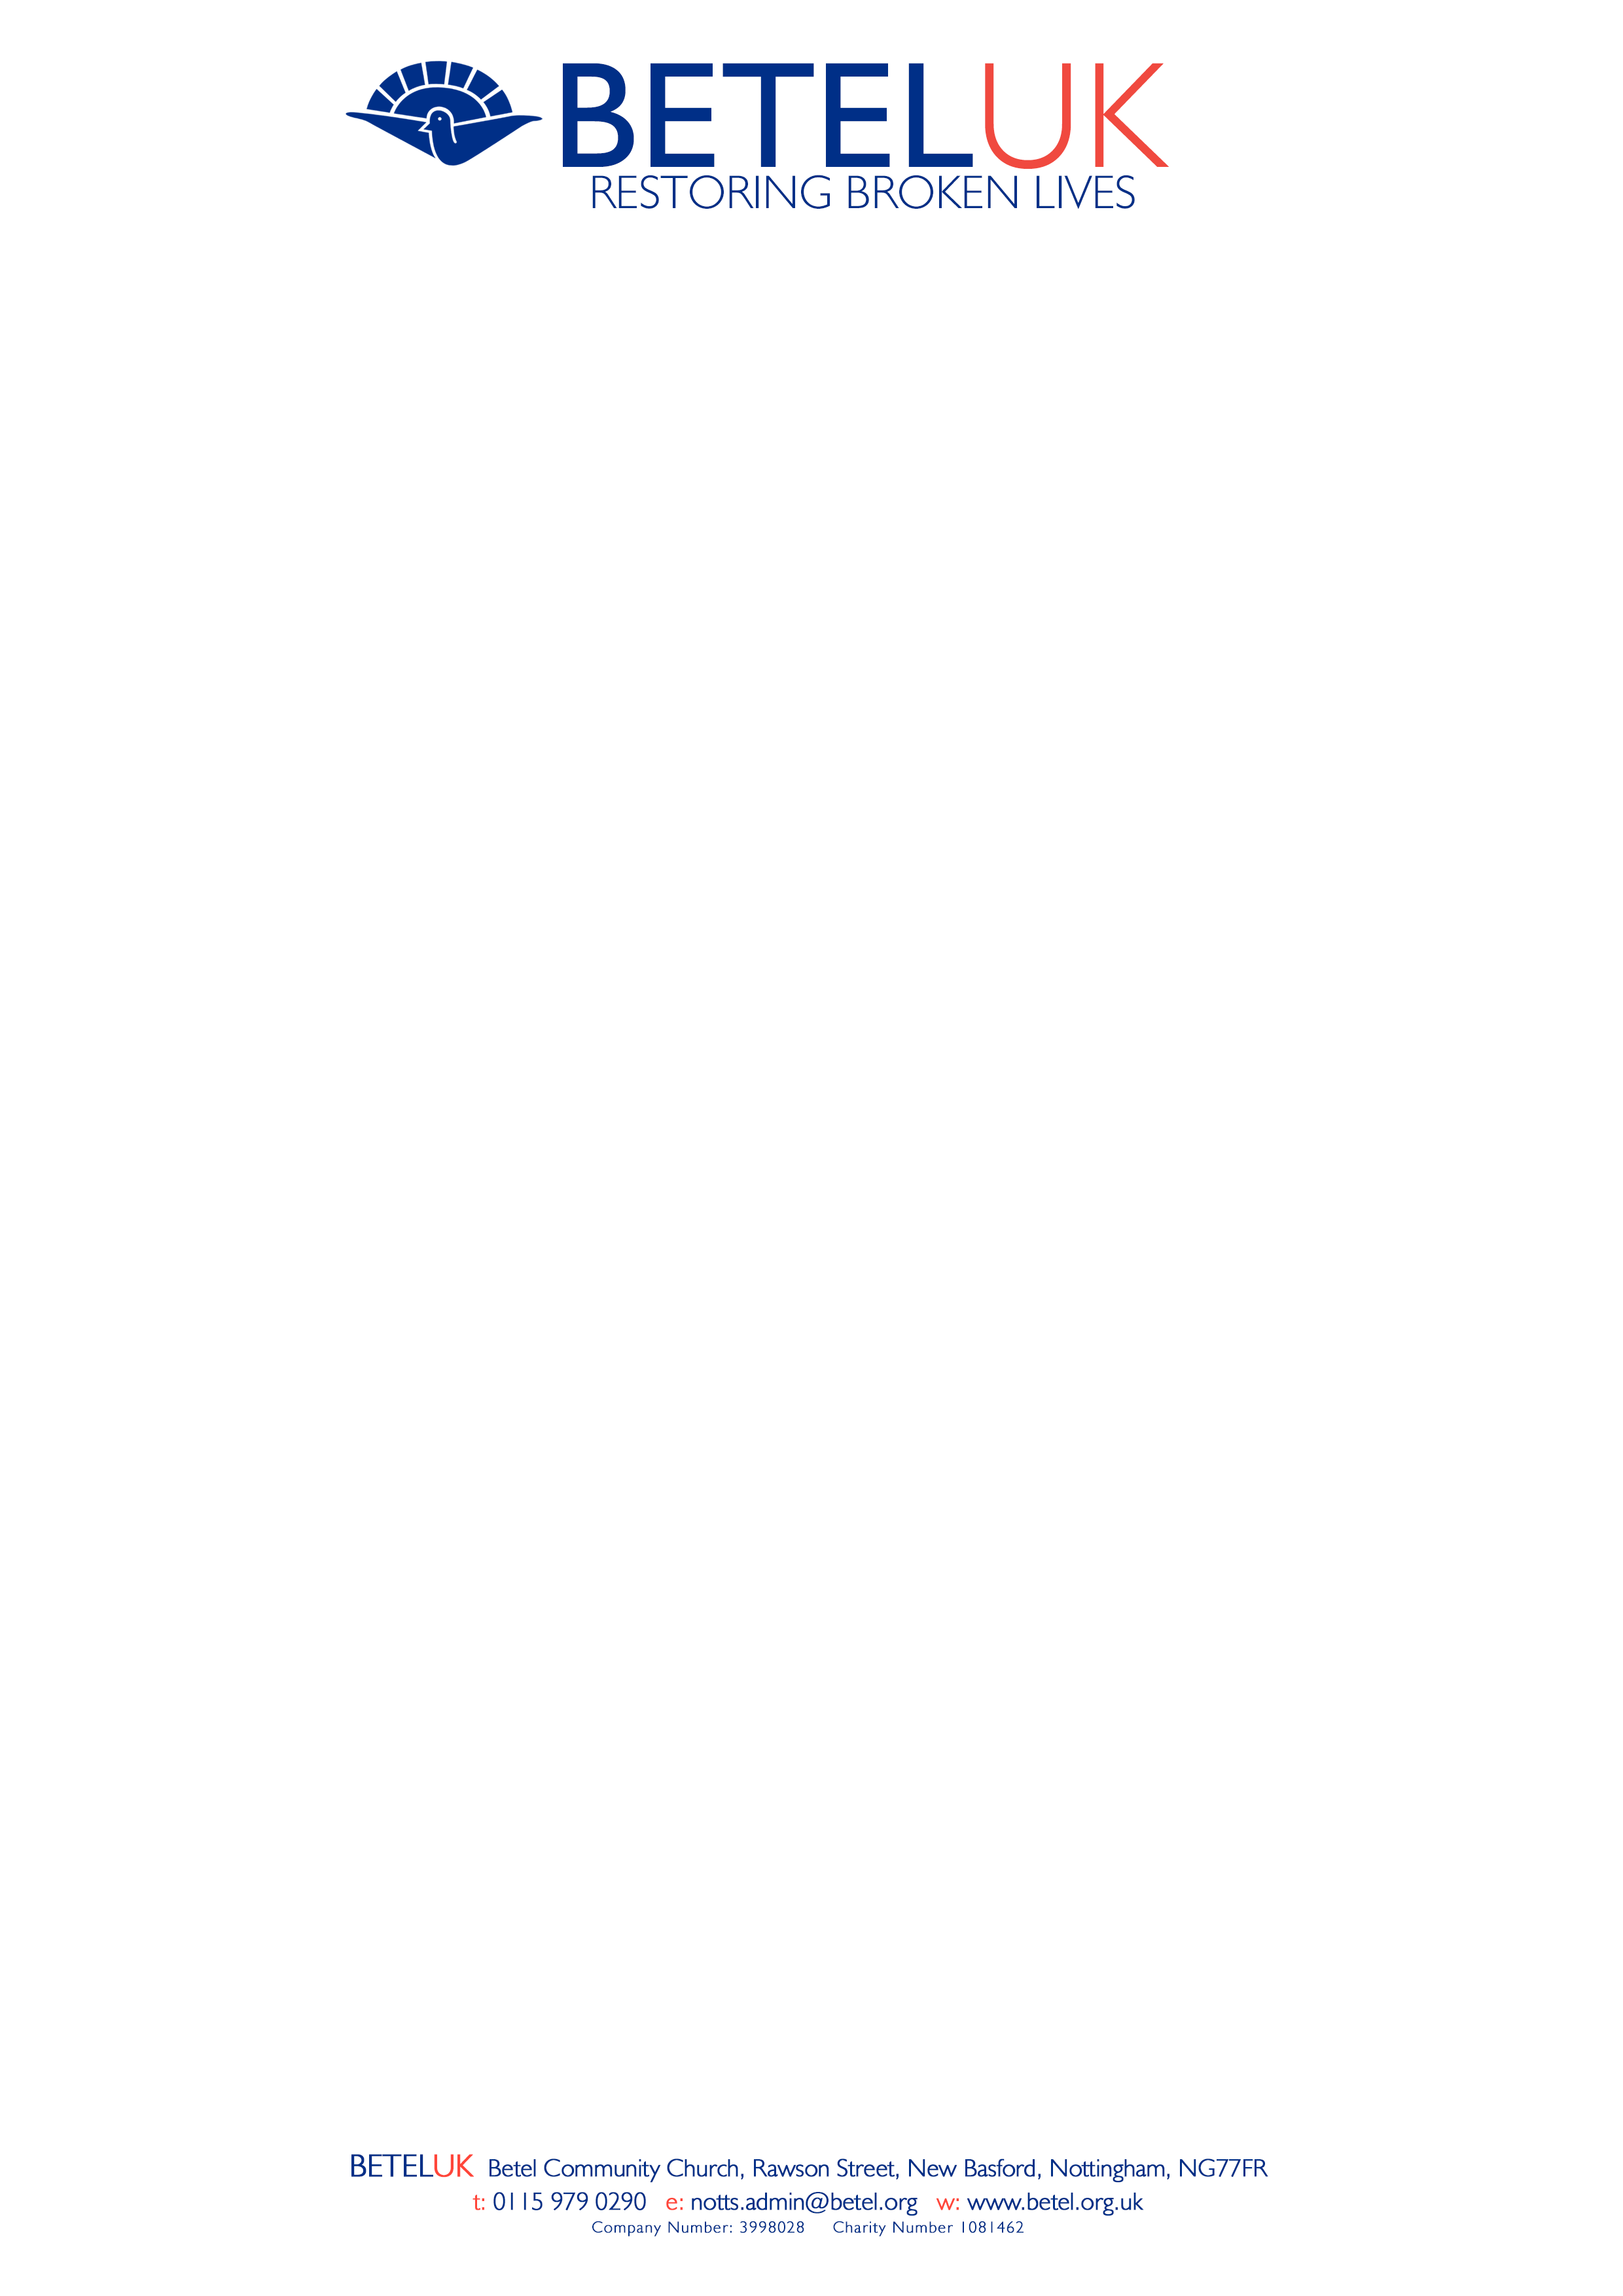 BETELUK
RESTORING BROKEN LIVES
BETELUK Betel Community Church, Rawson Street, New Basford, Nottingham, NG77FR
t: 0115 979 0290 e: notts.admin@betel.org w: www.betel.org.uk
Company Number: 3998028 Charity Number 1081462